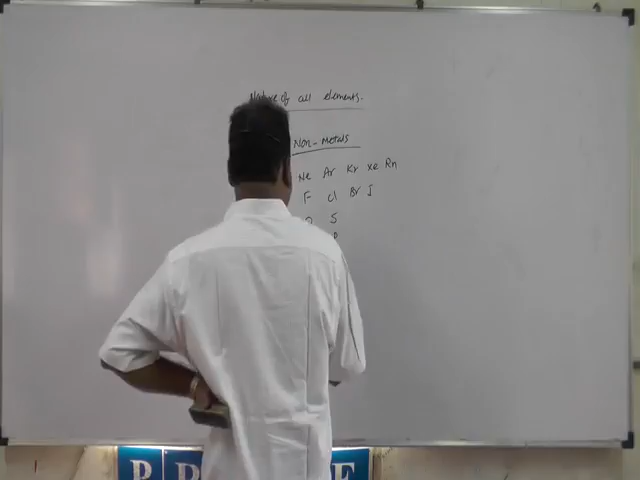 Nature of all elements.
Non-Metals
Ne Ar Kr Xe Rn
F Cl Br I
O S
P
P R E